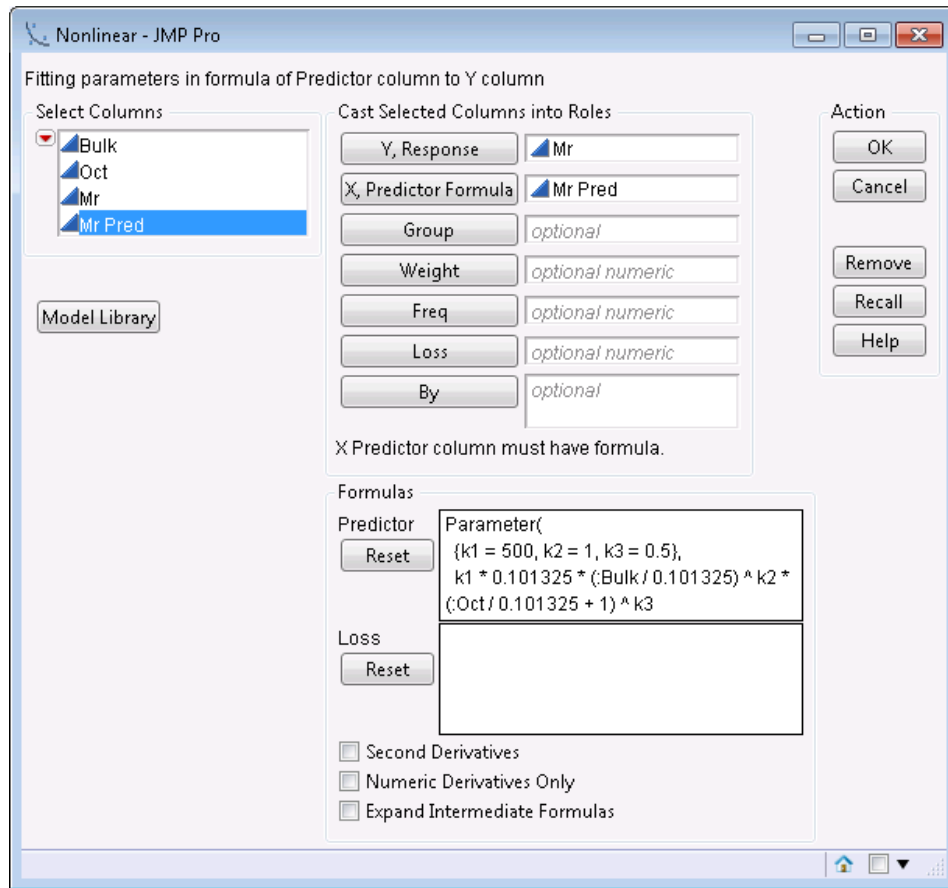 Nonlinear - JMP Pro
Fitting parameters in formula of Predictor column to Y column
Select Columns
Bulk
Oct
Mr
Mr Pred
Model Library
Cast Selected Columns into Roles
Y, Response
Mr
X, Predictor Formula
Mr Pred
Group
optional
Weight
optional numeric
Freq
optional numeric
Loss
optional numeric
By
optional
X Predictor column must have formula.
Action
OK
Cancel
Remove
Recall
Help
Formulas
Predictor
Reset
Parameter(
{k1 = 500, k2 = 1, k3 = 0.5},
k1 * 0.101325 * (:Bulk / 0.101325) ^ k2 *
(:Oct / 0.101325 + 1) ^ k3
Loss
Reset
Second Derivatives
Numeric Derivatives Only
Expand Intermediate Formulas